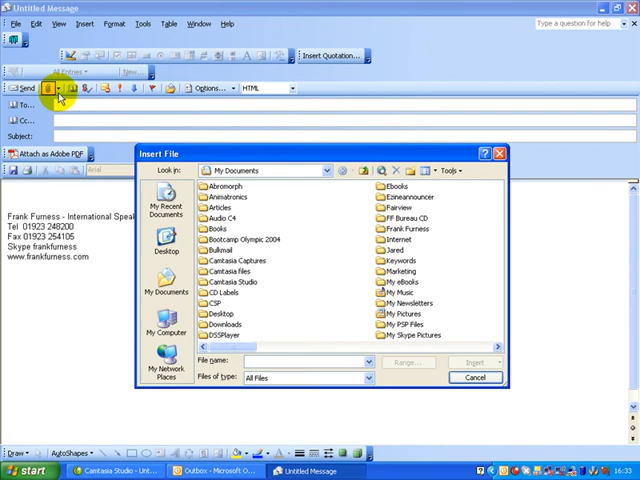 Untitled Message
File Edit View Insert Format Tools Table Window Help
Type a question for help
Insert Quotation...
All Entries New...
Send Options... HTML
To...
Cc...
Subject:
Attach as Adobe PDF
Arial
Frank Furness - International Speak
Tel 01923 248200
Fax 01923 254105
Skype frankfurness
www.frankfurness.com
Insert File
Look in: My Documents Tools
My Recent Documents
Desktop
My Documents
My Computer
My Network Places
Abromorph
Animatronics
Articles
Audio C4
Books
Bootcamp Olympic 2004
Bulkmail
Camtasia Captures
Camtasia files
Camtasia Studio
CD Labels
CSP
Desktop
Downloads
DSSPlayer
Ebooks
Ezineannouncer
Fairview
FF Bureau CD
Frank Furness
Internet
Jared
Keywords
Marketing
My eBooks
My Music
My Newsletters
My Pictures
My PSP Files
My Skype Pictures
File name: Range... Insert
Files of type: All Files Cancel
Draw AutoShapes
start Camtasia Studio - Unt... Outbox - Microsoft O... Untitled Message 16:33